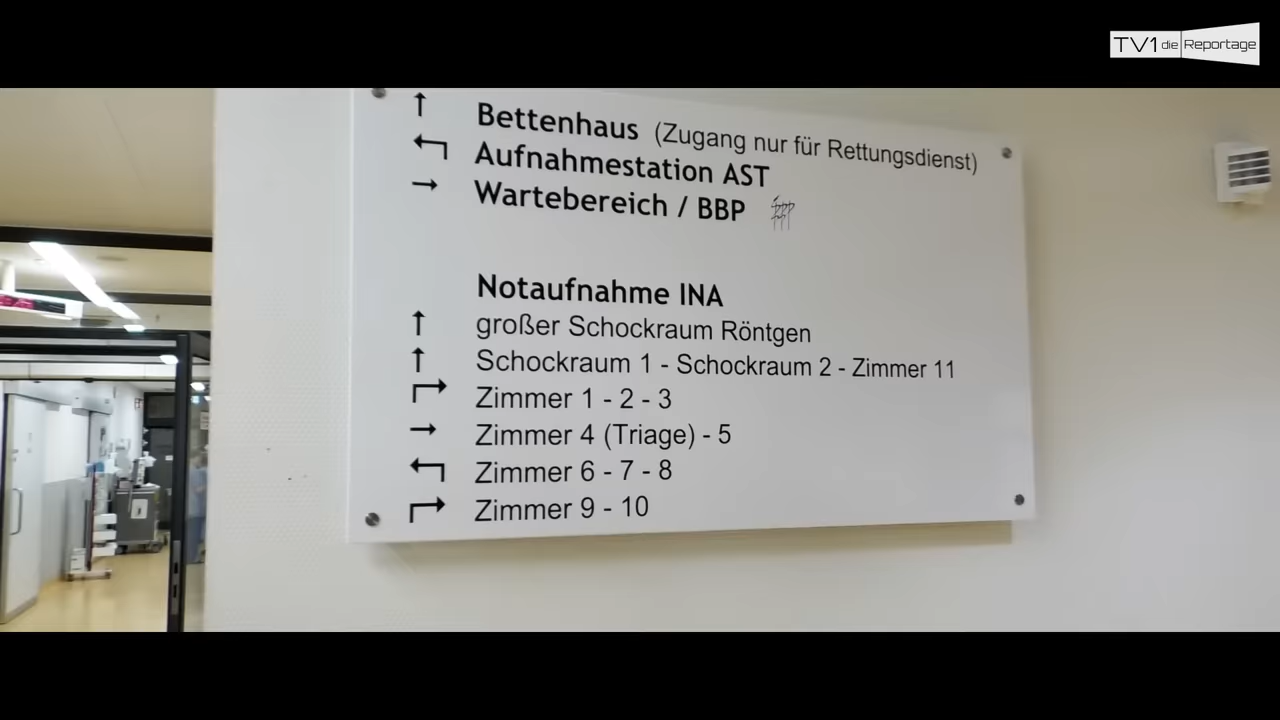 TV1 die Reportage
Bettenhaus (Zugang nur für Rettungsdienst)
Aufnahmestation AST
Wartebereich / BBP
Notaufnahme INA
großer Schockraum Röntgen
Schockraum 1 - Schockraum 2 - Zimmer 11
Zimmer 1 - 2 - 3
Zimmer 4 (Triage) - 5
Zimmer 6 - 7 - 8
Zimmer 9 - 10